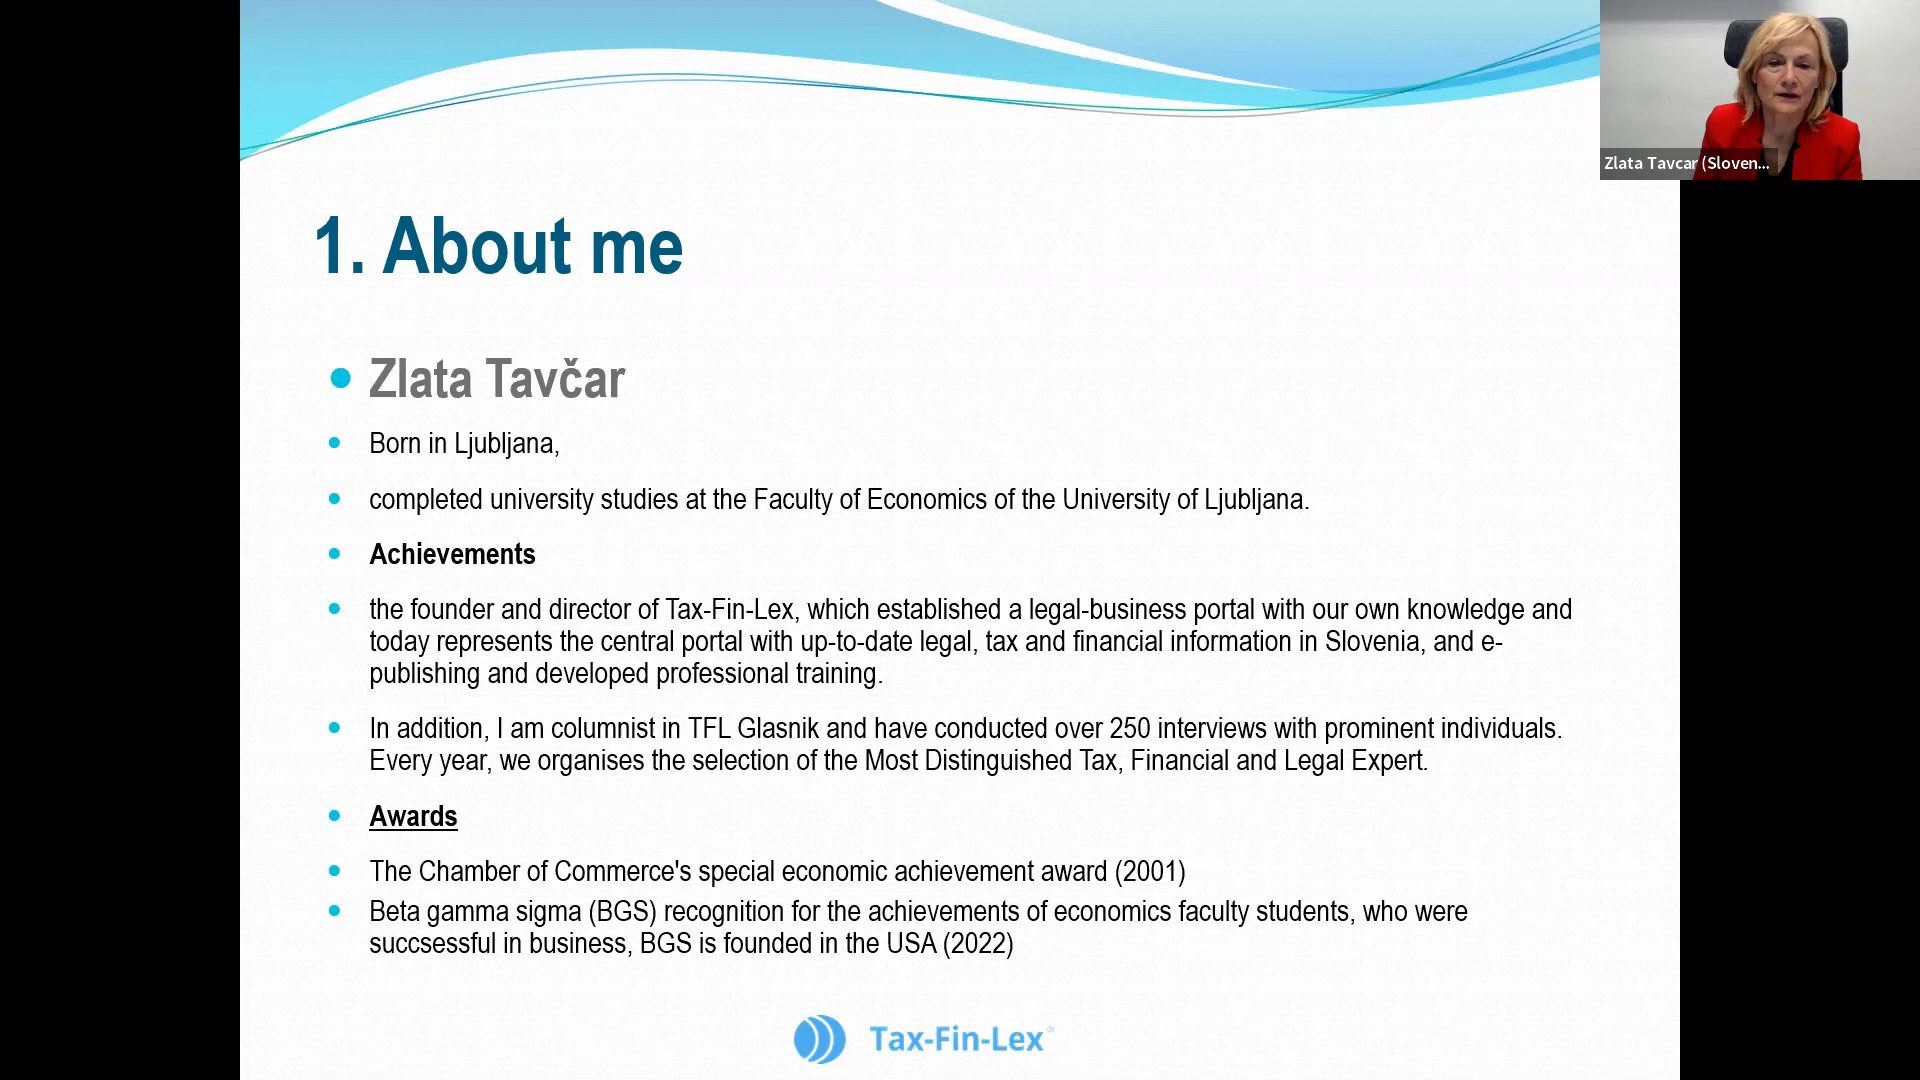 Zlata Tavcar (Sloven...
1. About me
Zlata Tavčar
Born in Ljubljana,
completed university studies at the Faculty of Economics of the University of Ljubljana.
Achievements
the founder and director of Tax-Fin-Lex, which established a legal-business portal with our own knowledge and
today represents the central portal with up-to-date legal, tax and financial information in Slovenia, and e-
publishing and developed professional training.
In addition, I am columnist in TFL Glasnik and have conducted over 250 interviews with prominent individuals.
Every year, we organises the selection of the Most Distinguished Tax, Financial and Legal Expert.
Awards
The Chamber of Commerce's special economic achievement award (2001)
Beta gamma sigma (BGS) recognition for the achievements of economics faculty students, who were
succsessful in business, BGS is founded in the USA (2022)
Tax-Fin-Lex®